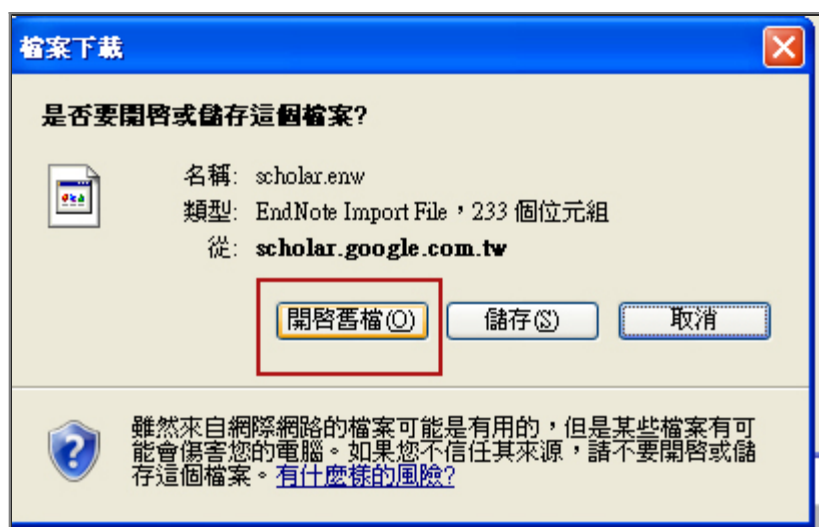 檔案下載
是否要開啓或儲存這個檔案?
名稱: scholar.enw
類型: EndNote Import File，233 個位元組
從: scholar.google.com.tw
開啓舊檔(O) 儲存(S) 取消
雖然來自網際網路的檔案可能是有用的，但是某些檔案有可
能會傷害您的電腦。如果您不信任其來源，請不要開啓或儲
存這個檔案。有什麼樣的風險?